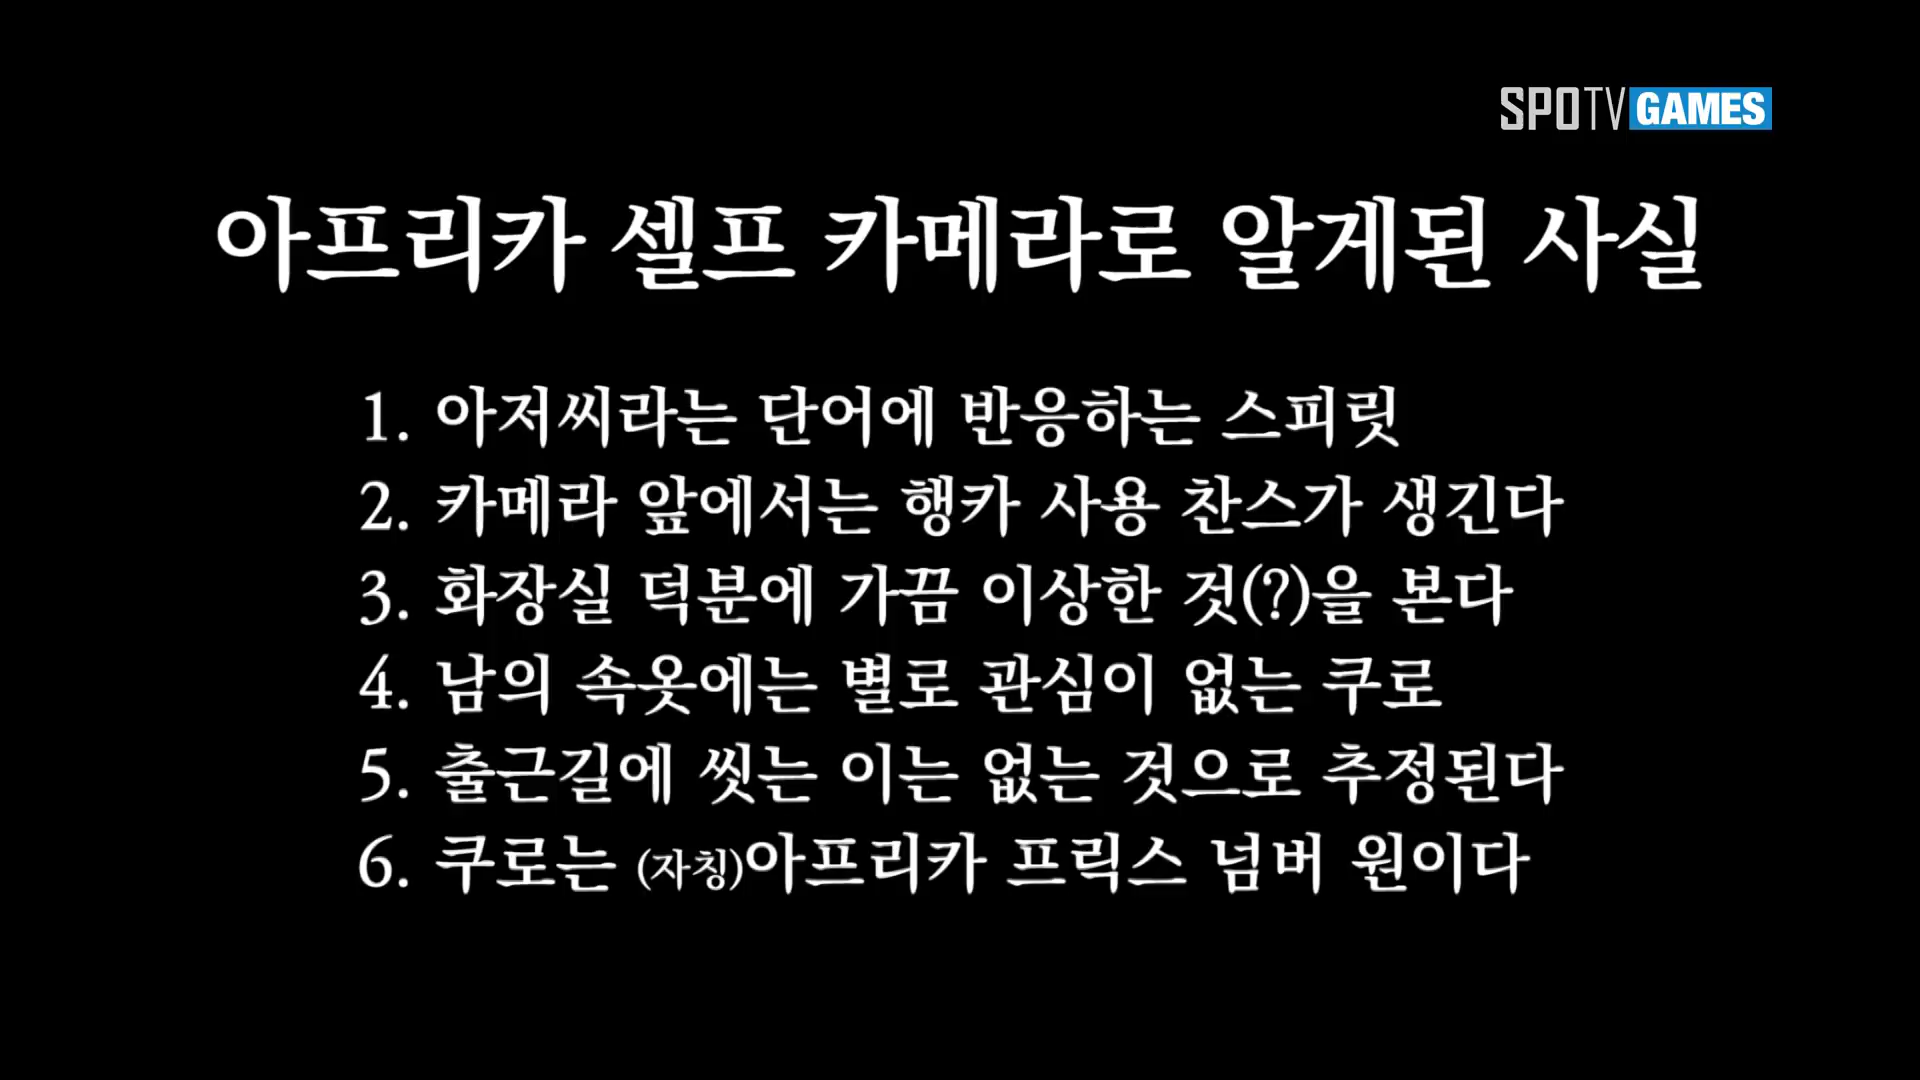 SPOTV GAMES
아프리카 셀프 카메라로 알게된 사실
1. 아저씨라는 단어에 반응하는 스피릿
2. 카메라 앞에서는 행카 사용 찬스가 생긴다
3. 화장실 덕분에 가끔 이상한 것(?)을 본다
4. 남의 속옷에는 별로 관심이 없는 쿠로
5. 출근길에 씻는 이는 없는 것으로 추정된다
6. 쿠로는 (자칭)아프리카 프릭스 넘버 원이다